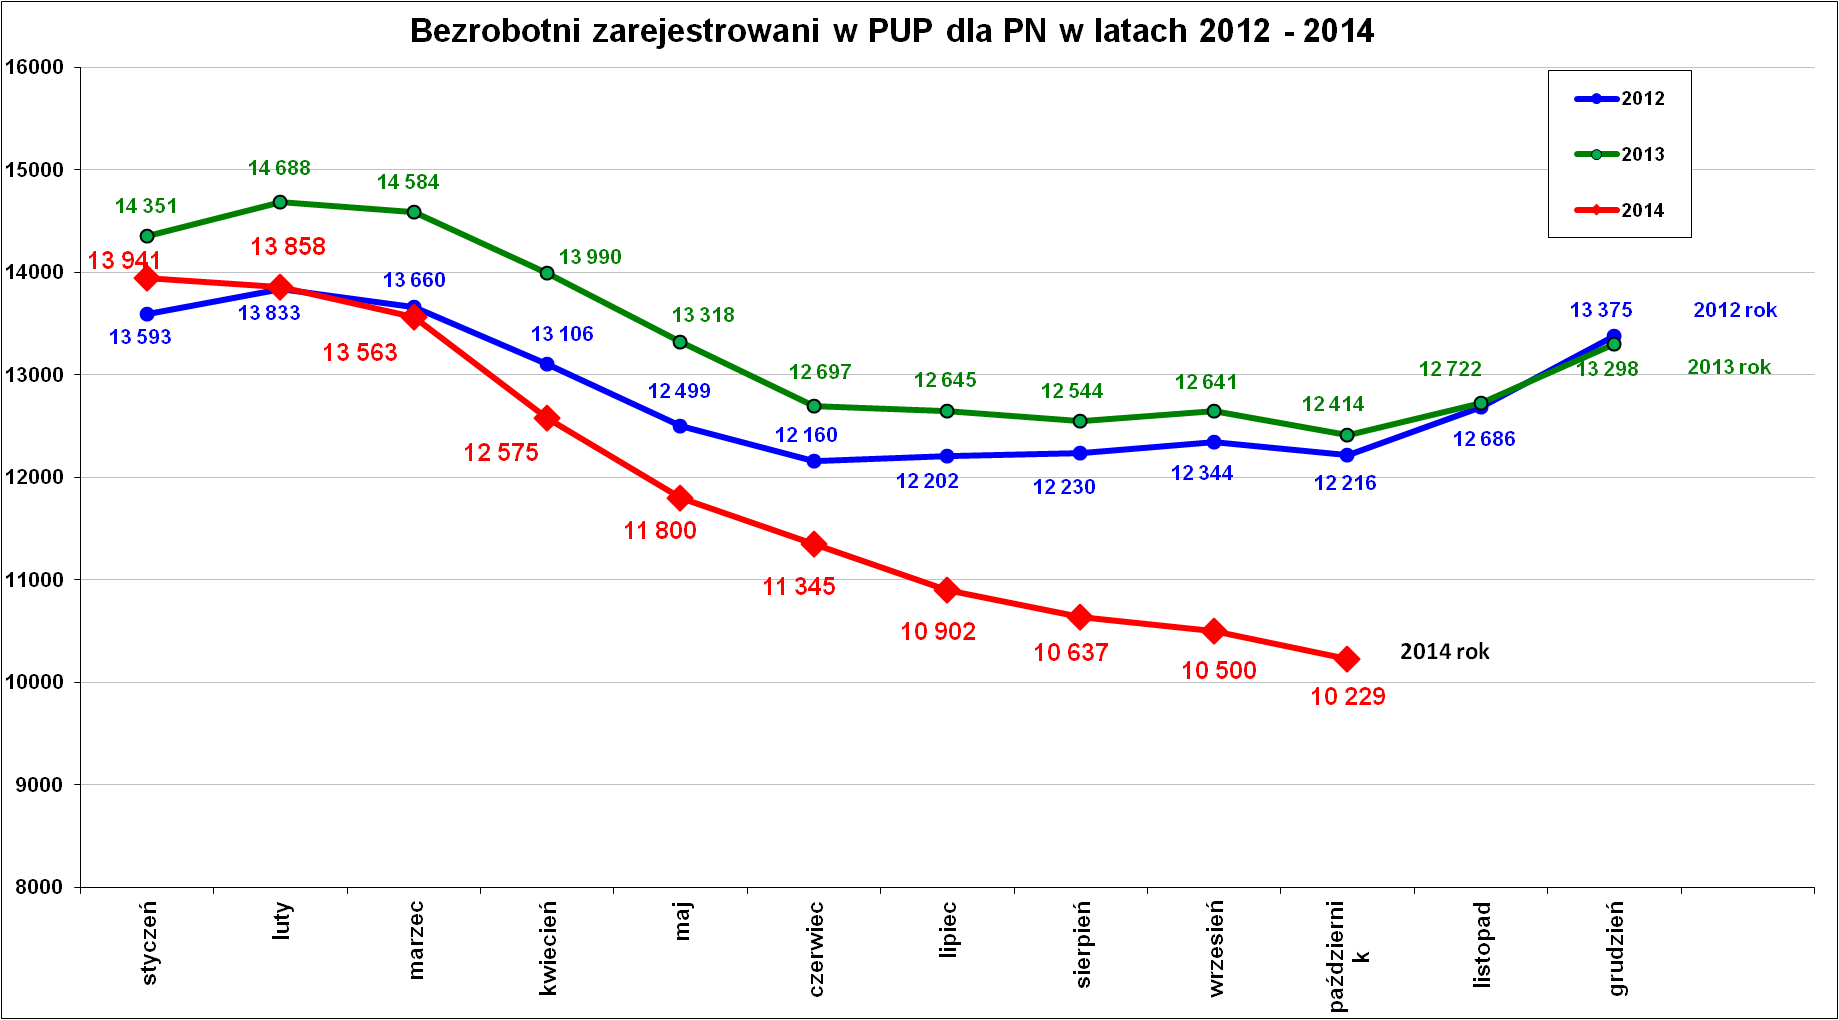 Bezrobotni zarejestrowani w PUP dla PN w latach 2012 - 2014
16000
15000
14000
13000
12000
11000
10000
9000
8000
2012
2013
2014
14 351
14 688
14 584
13 990
13 318
12 697
12 645
12 544
12 641
12 414
12 722
13 298
2013 rok
13 593
13 833
13 660
13 106
12 499
12 160
12 202
12 230
12 344
12 216
12 686
13 375
2012 rok
13 941
13 858
13 563
12 575
11 800
11 345
10 902
10 637
10 500
10 229
2014 rok
styczeń
luty
marzec
kwiecień
maj
czerwiec
lipiec
sierpień
wrzesień
październi
k
listopad
grudzień